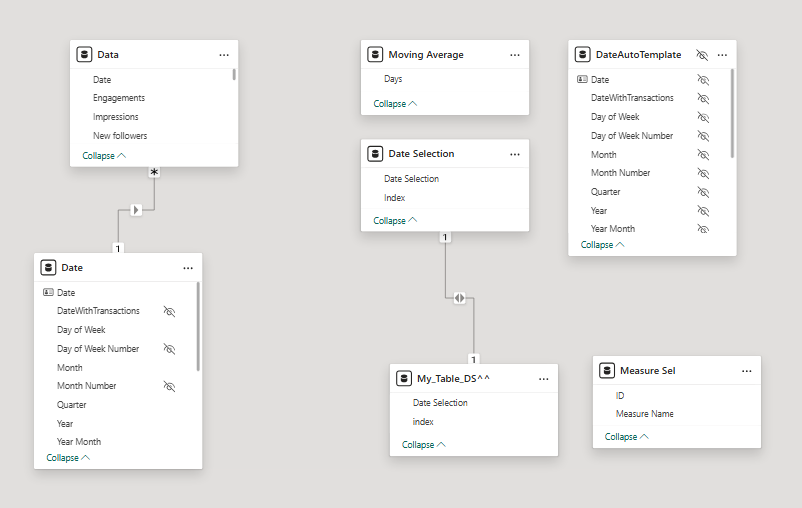 Data
Date
Engagements
Impressions
New followers
Collapse
*
1
Date
Date
DateWithTransactions
Day of Week
Day of Week Number
Month
Month Number
Quarter
Year
Year Month
Collapse
Moving Average
Days
Collapse
Date Selection
Date Selection
Index
Collapse
1
1
My_Table_DS^^
Date Selection
index
Collapse
DateAutoTemplate
Date
DateWithTransactions
Day of Week
Day of Week Number
Month
Month Number
Quarter
Year
Year Month
Collapse
Measure Sel
ID
Measure Name
Collapse